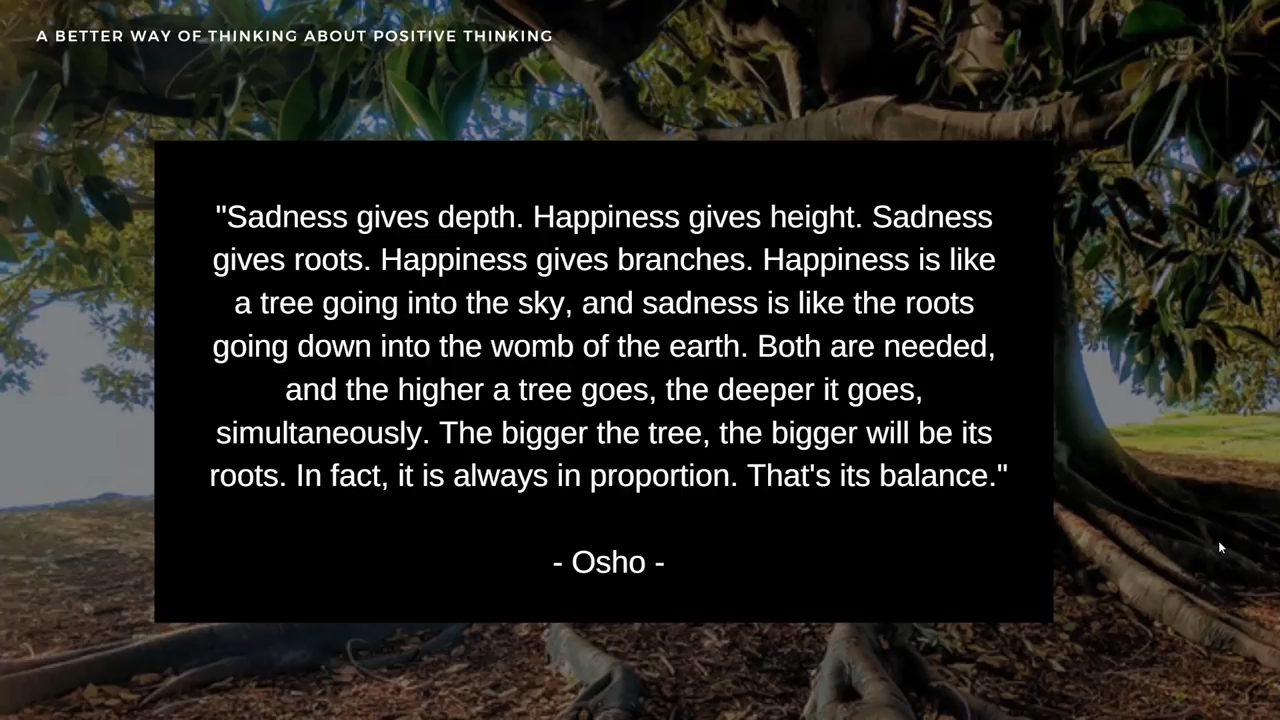 A BETTER WAY OF THINKING ABOUT POSITIVE THINKING
"Sadness gives depth. Happiness gives height. Sadness
gives roots. Happiness gives branches. Happiness is like
a tree going into the sky, and sadness is like the roots
going down into the womb of the earth. Both are needed,
and the higher a tree goes, the deeper it goes,
simultaneously. The bigger the tree, the bigger will be its
roots. In fact, it is always in proportion. That's its balance."
- Osho -